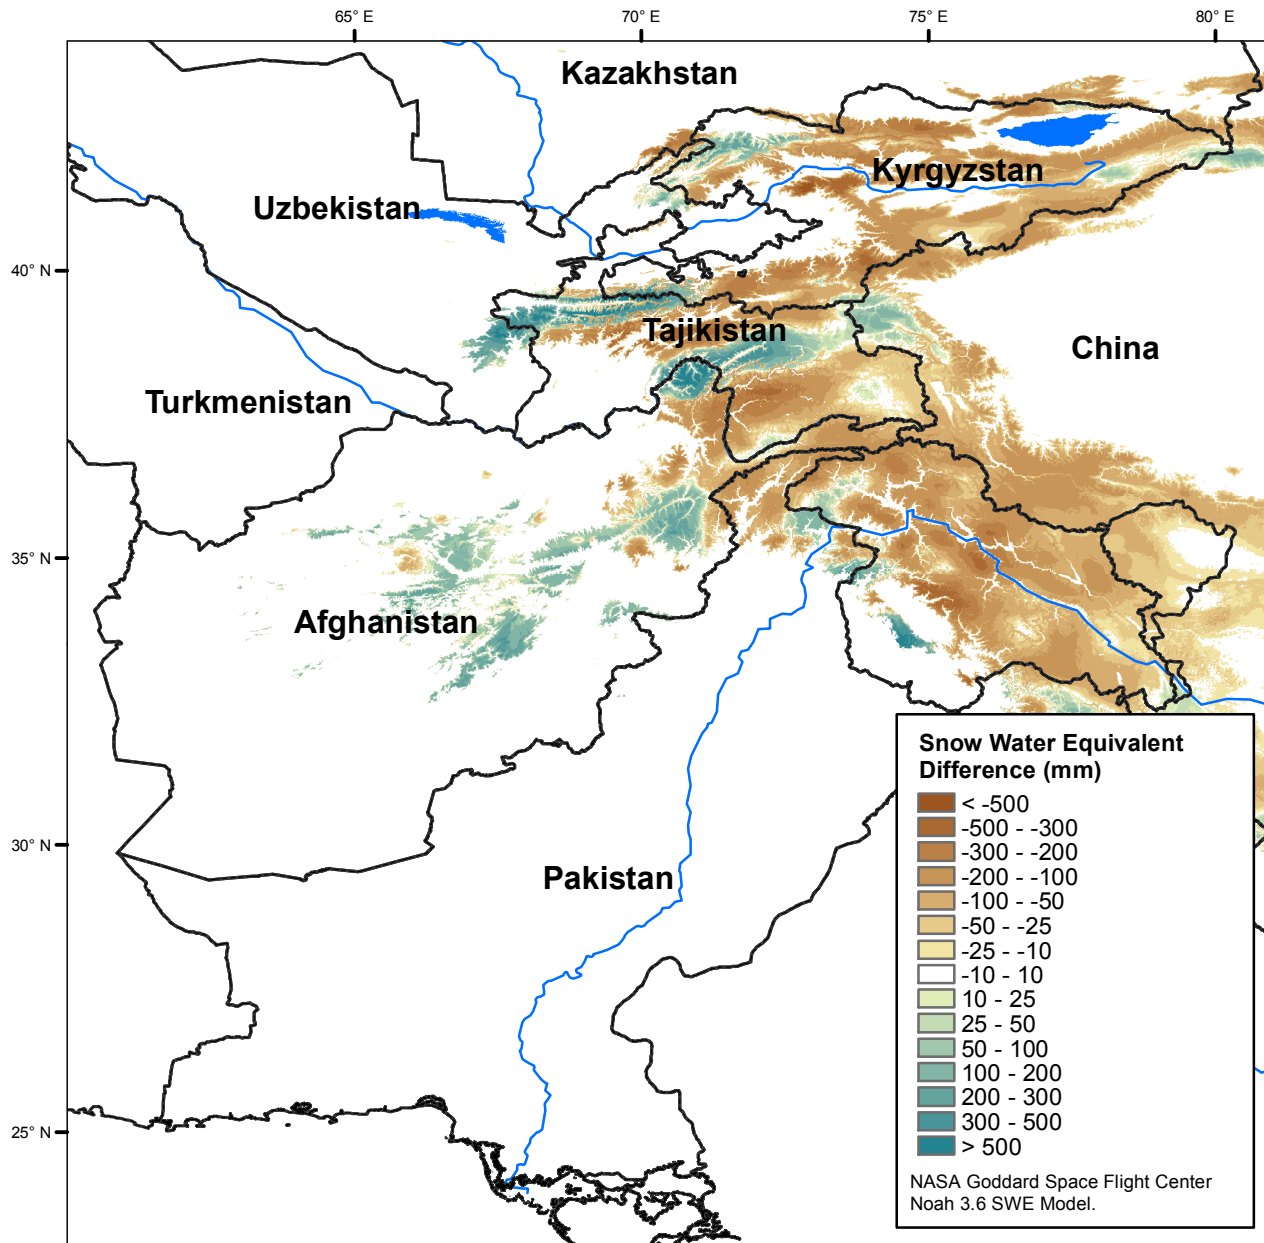 65° E
70° E
75° E
80° E
Kazakhstan
Kyrgyzstan
Uzbekistan
40° N
Tajikistan
China
Turkmenistan
35° N
Afghanistan
30° N
Pakistan
25° N
Snow Water Equivalent
Difference (mm)
< -500
-500 - -300
-300 - -200
-200 - -100
-100 - -50
-50 - -25
-25 - -10
-10 - 10
10 - 25
25 - 50
50 - 100
100 - 200
200 - 300
300 - 500
> 500
NASA Goddard Space Flight Center
Noah 3.6 SWE Model.